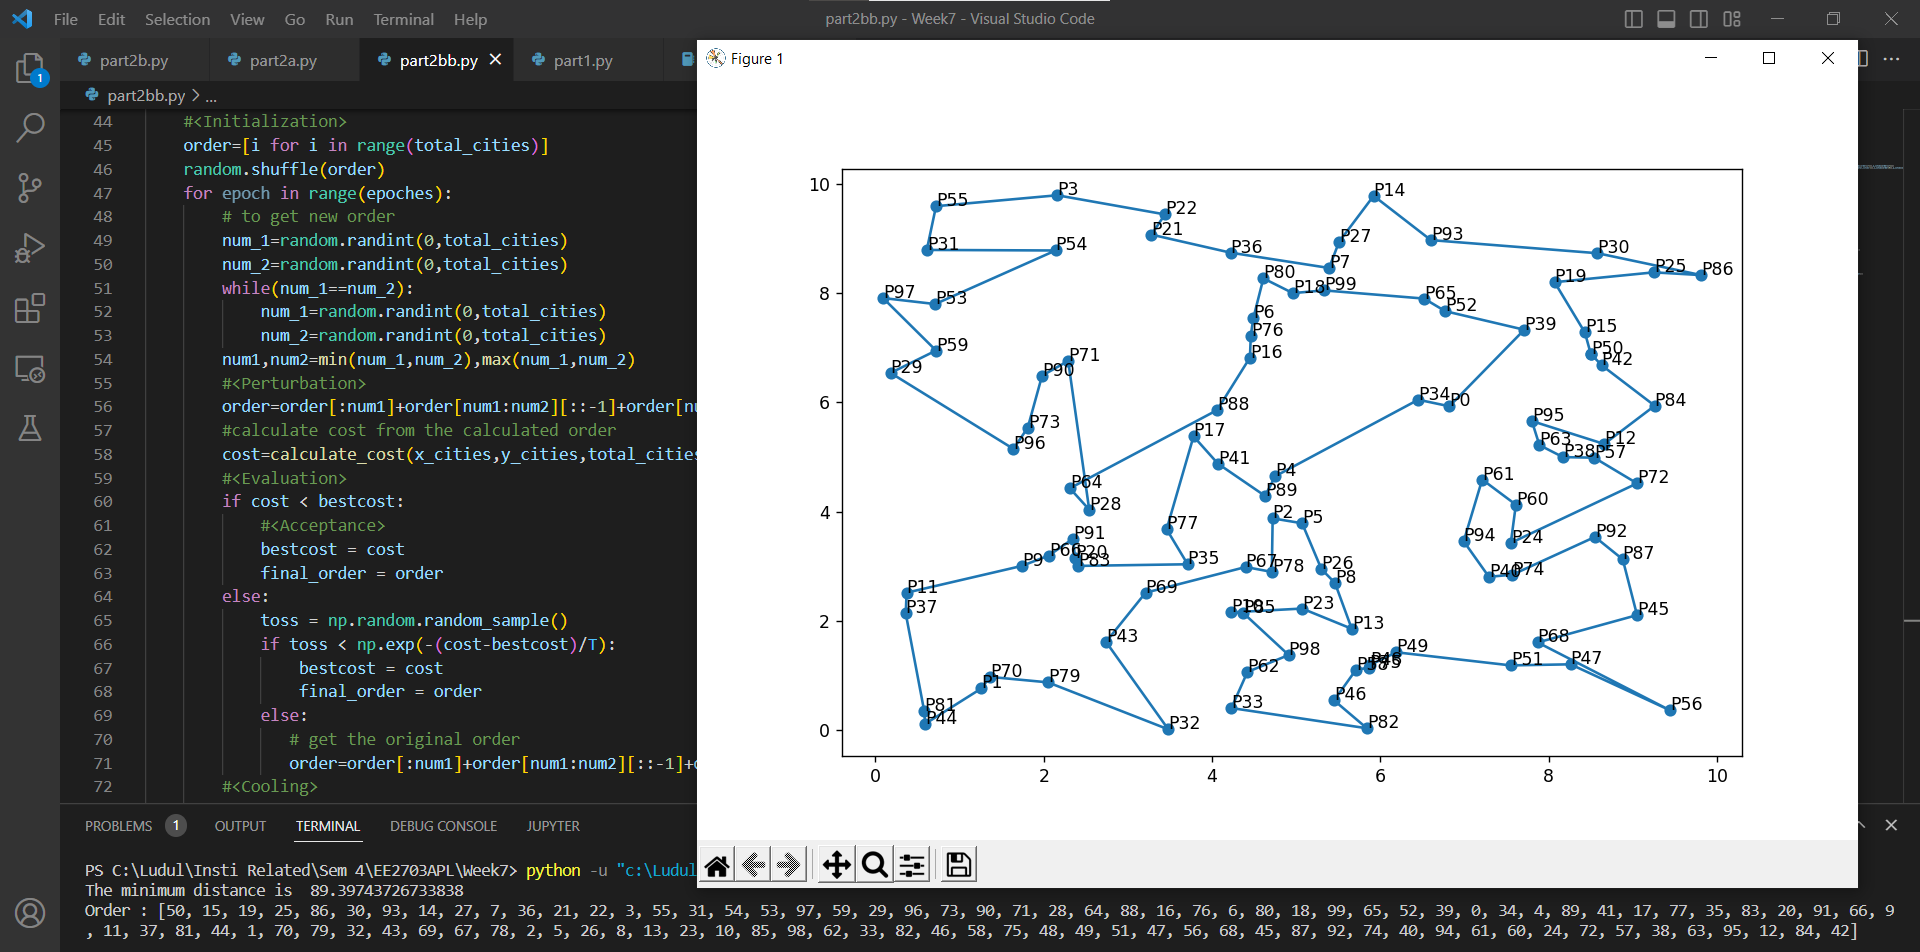 File Edit Selection View Go Run Terminal Help
part2bb.py - Week7 - Visual Studio Code
part2b.py part2a.py part2bb.py part1.py
part2bb.py > ...
44 #<Initialization>
45 order=[i for i in range(total_cities)]
46 random.shuffle(order)
47 for epoch in range(epoches):
48 # to get new order
49 num_1=random.randint(0,total_cities)
50 num_2=random.randint(0,total_cities)
51 while(num_1==num_2):
52 num_1=random.randint(0,total_cities)
53 num_2=random.randint(0,total_cities)
54 num1,num2=min(num_1,num_2),max(num_1,num_2)
55 #<Perturbation>
56 order=order[:num1]+order[num1:num2][::-1]+order[nu
57 #calculate cost from the calculated order
58 cost=calculate_cost(x_cities,y_cities,total_cities
59 #<Evaluation>
60 if cost < bestcost:
61 #<Acceptance>
62 bestcost = cost
63 final_order = order
64 else:
65 toss = np.random.random_sample()
66 if toss < np.exp(-(cost-bestcost)/T):
67 bestcost = cost
68 final_order = order
69 else:
70 # get the original order
71 order=order[:num1]+order[num1:num2][::-1]+o
72 #<Cooling>
Figure 1
10
8
6
4
2
0
0 2 4 6 8 10
P55 P3 P22 P14
P21 P27 P93
P31 P54 P36 P7 P30
P80 P19 P25 P86
P97 P53 P18 P99 P65
P6 P52
P76 P39 P15
P59 P71 P16 P50
P29 P90 P42
P88 P34 P0 P84
P73 P17 P95
P96 P41 P63 P12
P64 P4 P38 P57
P28 P89 P61 P72
P2 P5 P60
P91 P77 P94 P24 P92
P66 P20 P87
P9 P83 P35 P67 P78 P26
P11 P69 P8 P40 P74
P37 P10 P85 P23 P45
P43 P13 P68
P98 P49 P51 P47
P70 P62
P1 P79 P46
P81 P33 P56
P44 P32 P82
PROBLEMS 1 OUTPUT TERMINAL DEBUG CONSOLE JUPYTER
PS C:\Ludul\Insti Related\Sem 4\EE2703APL\Week7> python -u "c:\Ludul
The minimum distance is 89.39743726733838
Order : [50, 15, 19, 25, 86, 30, 93, 14, 27, 7, 36, 21, 22, 3, 55, 31, 54, 53, 97, 59, 29, 96, 73, 90, 71, 28, 64, 88, 16, 76, 6, 80, 18, 99, 65, 52, 39, 0, 34, 4, 89, 41, 17, 77, 35, 83, 20, 91, 66, 9
, 11, 37, 81, 44, 1, 70, 79, 32, 43, 69, 67, 78, 2, 5, 26, 8, 13, 23, 10, 85, 98, 62, 33, 82, 46, 58, 75, 48, 49, 51, 47, 56, 68, 45, 87, 92, 74, 40, 94, 61, 60, 24, 72, 57, 38, 63, 95, 12, 84, 42]